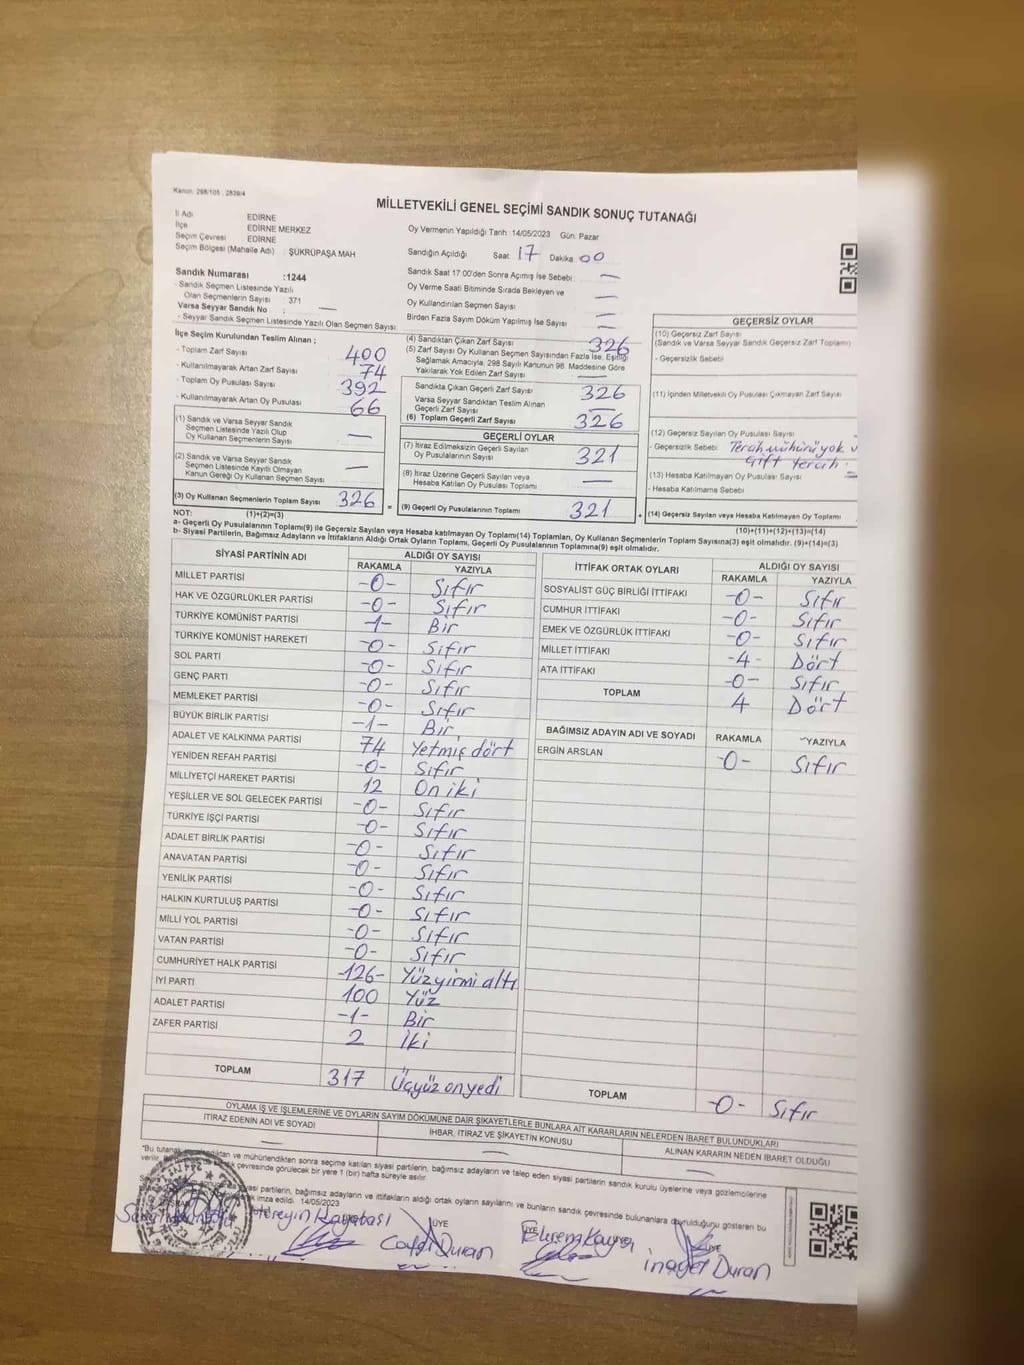 Kanun: 298/105 , 2839/4
MİLLETVEKİLİ GENEL SEÇİMİ SANDIK SONUÇ TUTANAĞI
İl Adı EDİRNE
İlçe EDİRNE MERKEZ
Seçim Çevresi EDİRNE
Seçim Bölgesi (Mahalle Adı) : ŞÜKRÜPAŞA MAH
Oy Vermenin Yapıldığı Tarih :14/05/2023 Gün: Pazar
Sandığın Açıldığı Saat 17 Dakika 00
Sandık Numarası :1244
- Sandık Seçmen Listesinde Yazılı
Olan Seçmenlerin Sayısı 371
Varsa Seyyar Sandık No : —
- Seyyar Sandık Seçmen Listesinde Yazılı Olan Seçmen Sayısı
Sandık Saat 17:00'den Sonra Açılmış İse Sebebi : —
Oy Verme Saati Bitiminde Sırada Bekleyen ve
Oy Kullandırılan Seçmen Sayısı —
Birden Fazla Sayım Döküm Yapılmış İse Sayısı —
İlçe Seçim Kurulundan Teslim Alınan ;
- Toplam Zarf Sayısı 400
- Kullanılmayarak Artan Zarf Sayısı 74
- Toplam Oy Pusulası Sayısı 392
- Kullanılmayarak Artan Oy Pusulası 66
(1) Sandık ve Varsa Seyyar Sandık
Seçmen Listesinde Yazılı Olup
Oy Kullanan Seçmenlerin Sayısı —
(2) Sandık ve Varsa Seyyar Sandık
Seçmen Listesinde Kayıtlı Olmayan
Kanun Gereği Oy Kullanan Seçmen Sayısı —
(3) Oy Kullanan Seçmenlerin Toplam Sayısı 326
(1)+(2)=(3)
(4) Sandıktan Çıkan Zarf Sayısı 326
(5) Zarf Sayısı Oy Kullanan Seçmen Sayısından Fazla İse, Eşitliği
Sağlamak Amacıyla, 298 Sayılı Kanunun 98. Maddesine Göre
Yakılarak Yok Edilen Zarf Sayısı —
Sandıkta Çıkan Geçerli Zarf Sayısı 326
Varsa Seyyar Sandıktan Teslim Alınan
Geçerli Zarf Sayısı —
(6) Toplam Geçerli Zarf Sayısı 326
GEÇERLİ OYLAR
(7) İtiraz Edilmeksizin Geçerli Sayılan
Oy Pusulalarının Sayısı 321
(8) İtiraz Üzerine Geçerli Sayılan veya
Hesaba Katılan Oy Pusulası Toplamı —
(9) Geçerli Oy Pusulalarının Toplamı 321
GEÇERSİZ OYLAR
(10) Geçersiz Zarf Sayısı
(Sandık ve Varsa Seyyar Sandık Geçersiz Zarf Toplamı)
- Geçersizlik Sebebi
(11) İçinden Milletvekili Oy Pusulası Çıkmayan Zarf Sayısı
(12) Geçersiz Sayılan Oy Pusulası Sayısı
- Geçersizlik Sebebi Tercih mühürü yok
Çift tercih
(13) Hesaba Katılmayan Oy Pusulası Sayısı
- Hesaba Katılmama Sebebi
(14) Geçersiz Sayılan veya Hesaba Katılmayan Oy Toplamı
(10)+(11)+(12)+(13)=(14)
NOT:
a- Geçerli Oy Pusulalarının Toplamı(9) ile Geçersiz Sayılan veya Hesaba katılmayan Oy Toplamı(14) Toplamları, Oy Kullanan Seçmenlerin Toplam Sayısına(3) eşit olmalıdır. (9)+(14)=(3)
b- Siyasi Partilerin, Bağımsız Adayların ve İttifakların Aldığı Ortak Oyların Toplamı, Geçerli Oy Pusulalarının Toplamına(9) eşit olmalıdır.
SİYASİ PARTİNİN ADI ALDIĞI OY SAYISI
RAKAMLA YAZIYLA
MİLLET PARTİSİ -0- Sıfır
HAK VE ÖZGÜRLÜKLER PARTİSİ -0- Sıfır
TÜRKİYE KOMÜNİST PARTİSİ -1- Bir
TÜRKİYE KOMÜNİST HAREKETİ -0- Sıfır
SOL PARTİ -0- Sıfır
GENÇ PARTİ -0- Sıfır
MEMLEKET PARTİSİ -0- Sıfır
BÜYÜK BİRLİK PARTİSİ -1- Bir
ADALET VE KALKINMA PARTİSİ 74 Yetmiş dört
YENİDEN REFAH PARTİSİ -0- Sıfır
MİLLİYETÇİ HAREKET PARTİSİ 12 On iki
YEŞİLLER VE SOL GELECEK PARTİSİ -0- Sıfır
TÜRKİYE İŞÇİ PARTİSİ -0- Sıfır
ADALET BİRLİK PARTİSİ -0- Sıfır
ANAVATAN PARTİSİ -0- Sıfır
YENİLİK PARTİSİ -0- Sıfır
HALKIN KURTULUŞ PARTİSİ -0- Sıfır
MİLLİ YOL PARTİSİ -0- Sıfır
VATAN PARTİSİ -0- Sıfır
CUMHURİYET HALK PARTİSİ -126- Yüzyirmi altı
İYİ PARTİ 100 Yüz
ADALET PARTİSİ -1- Bir
ZAFER PARTİSİ 2 İki
TOPLAM 317 Üçyüz onyedi
İTTİFAK ORTAK OYLARI ALDIĞI OY SAYISI
RAKAMLA YAZIYLA
SOSYALİST GÜÇ BİRLİĞİ İTTİFAKI -0- Sıfır
CUMHUR İTTİFAKI -0- Sıfır
EMEK VE ÖZGÜRLÜK İTTİFAKI -0- Sıfır
MİLLET İTTİFAKI -4- Dört
ATA İTTİFAKI -0- Sıfır
TOPLAM 4 Dört
BAĞIMSIZ ADAYIN ADI VE SOYADI RAKAMLA YAZIYLA
ERGİN ARSLAN -0- Sıfır
TOPLAM -0- Sıfır
OYLAMA İŞ VE İŞLEMLERİNE VE OYLARIN SAYIM DÖKÜMÜNE DAİR ŞİKAYETLERLE BUNLARA AİT KARARLARIN NELERDEN İBARET BULUNDUKLARI
İTİRAZ EDENİN ADI VE SOYADI
İHBAR, İTİRAZ VE ŞİKAYETİN KONUSU
ALINAN KARARIN NEDEN İBARET OLDUĞU
ve mühürlendikten sonra seçime katılan siyasi partilerin, bağımsız adayların ve talep eden siyasi partilerin sandık kurulu üyelerine veya gözlemcilerine
verilir. çevresinde görülecek bir yere 1 (bir) hafta süreyle asılır.
siyasi partilerin, bağımsız adayların ve ittifakların aldığı ortak oyların sayılarını ve bunların sandık çevresinde bulunanlara duyurulduğunu gösteren bu
imza edildi. 14/05/2023
Hüseyin Kayabası
ÜYE
Cafer Duran
Ekrem Kaya
ÜYE
inayet Duran